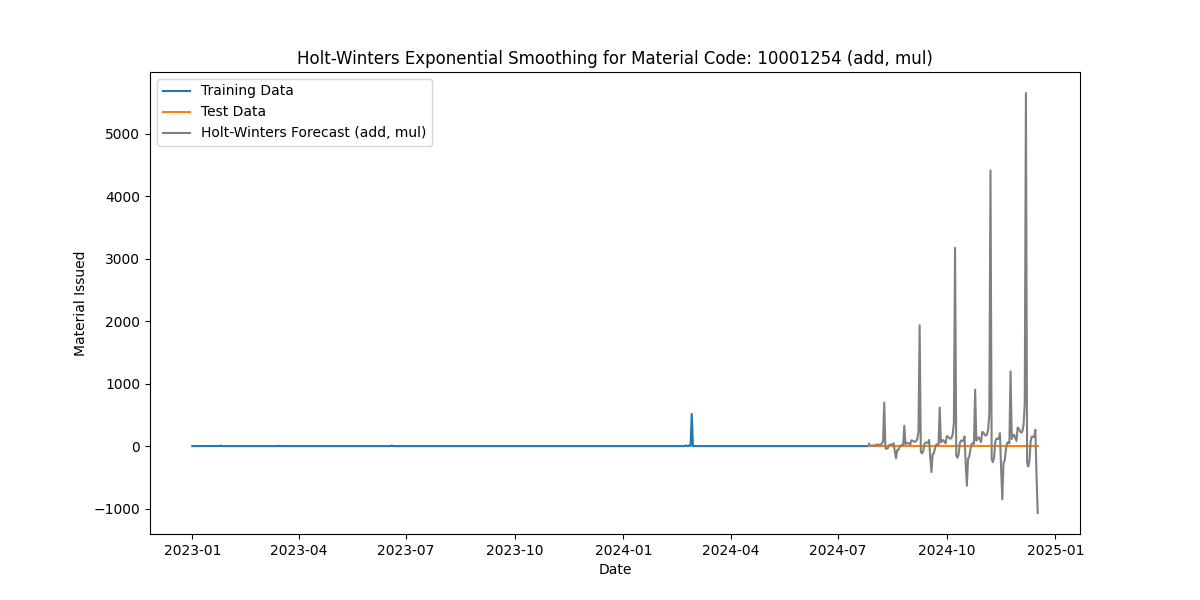 Holt-Winters Exponential Smoothing for Material Code: 10001254 (add, mul)
Training Data
Test Data
Holt-Winters Forecast (add, mul)
Material Issued
5000
4000
3000
2000
1000
0
−1000
2023-01
2023-04
2023-07
2023-10
2024-01
2024-04
2024-07
2024-10
2025-01
Date